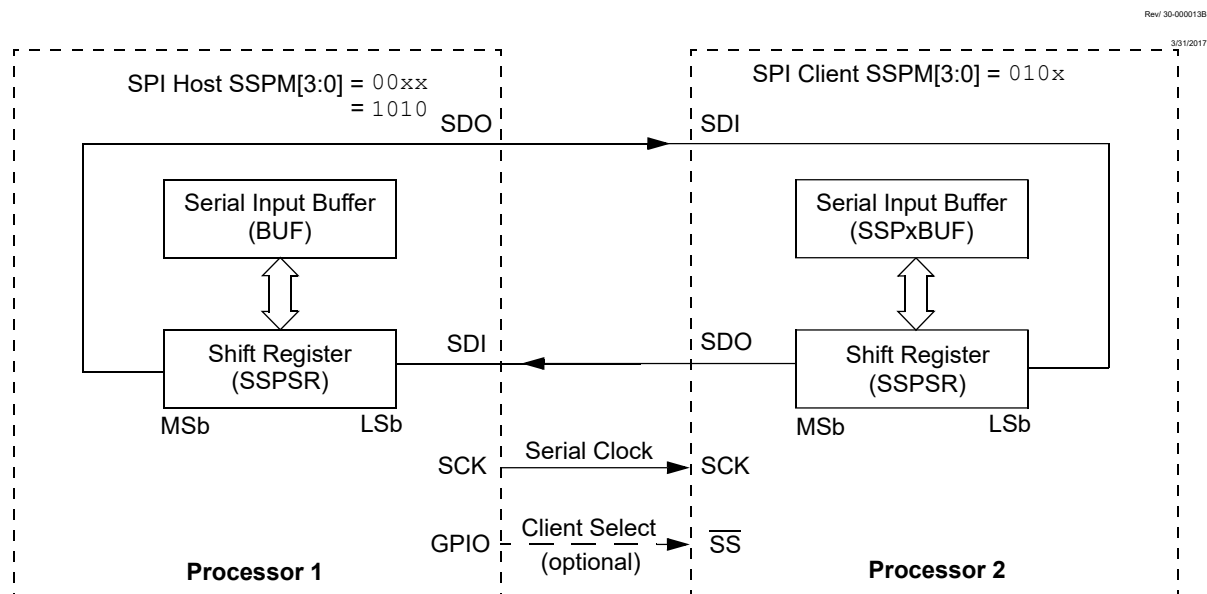 Rev/ 30-000013B
3/31/2017
SPI Host SSPM[3:0] = 00xx
= 1010
SPI Client SSPM[3:0] = 010x
SDO
SDI
Serial Input Buffer
(BUF)
Serial Input Buffer
(SSPxBUF)
Shift Register
(SSPSR)
SDI
SDO
Shift Register
(SSPSR)
MSb
LSb
MSb
LSb
SCK
Serial Clock
SCK
GPIO
Client Select
(optional)
SS
Processor 1
Processor 2